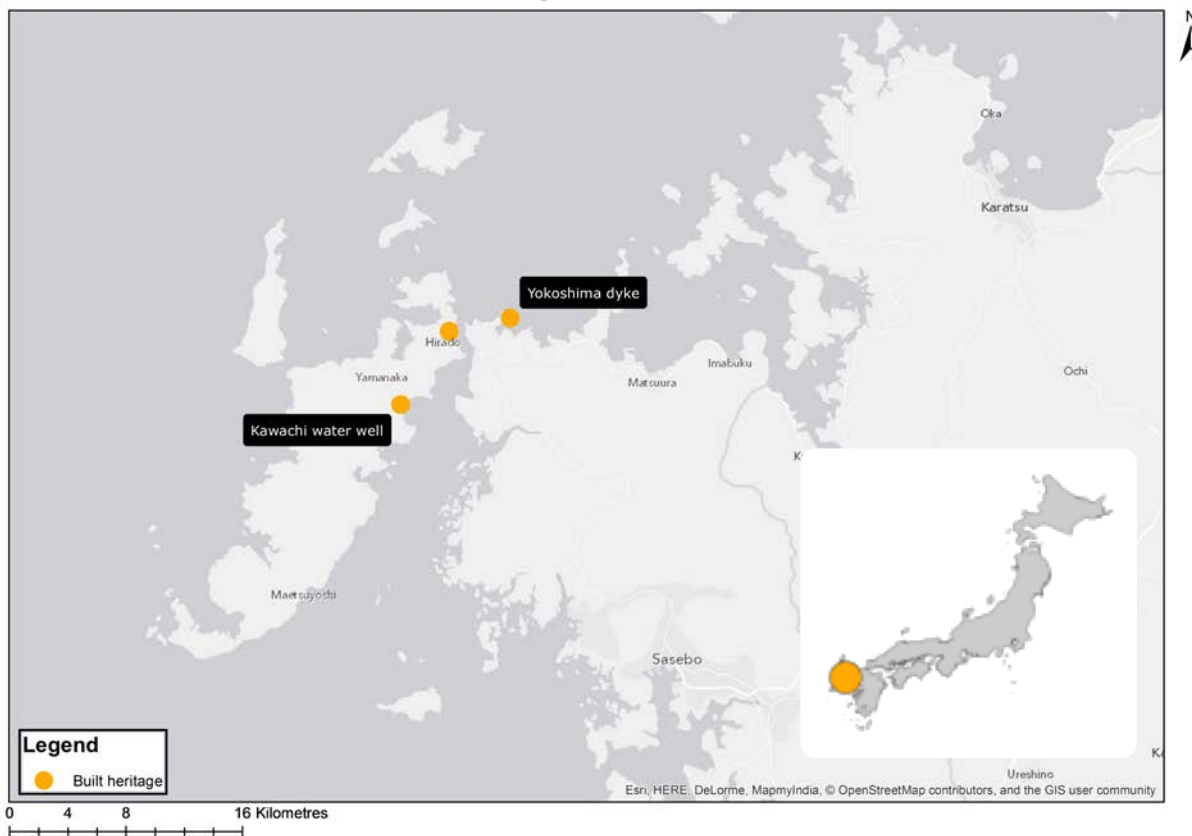 N
Oka
Karatsu
Yokoshima dyke
Hirado
Imabuku
Matsuura
Yamanaka
Ochi
Kawachi water well
Maetsuyoshi
Sasebo
Legend
Built heritage
Ureshino
Esri, HERE, DeLorme, MapmyIndia, © OpenStreetMap contributors, and the GIS user community
0 4 8 16 Kilometres